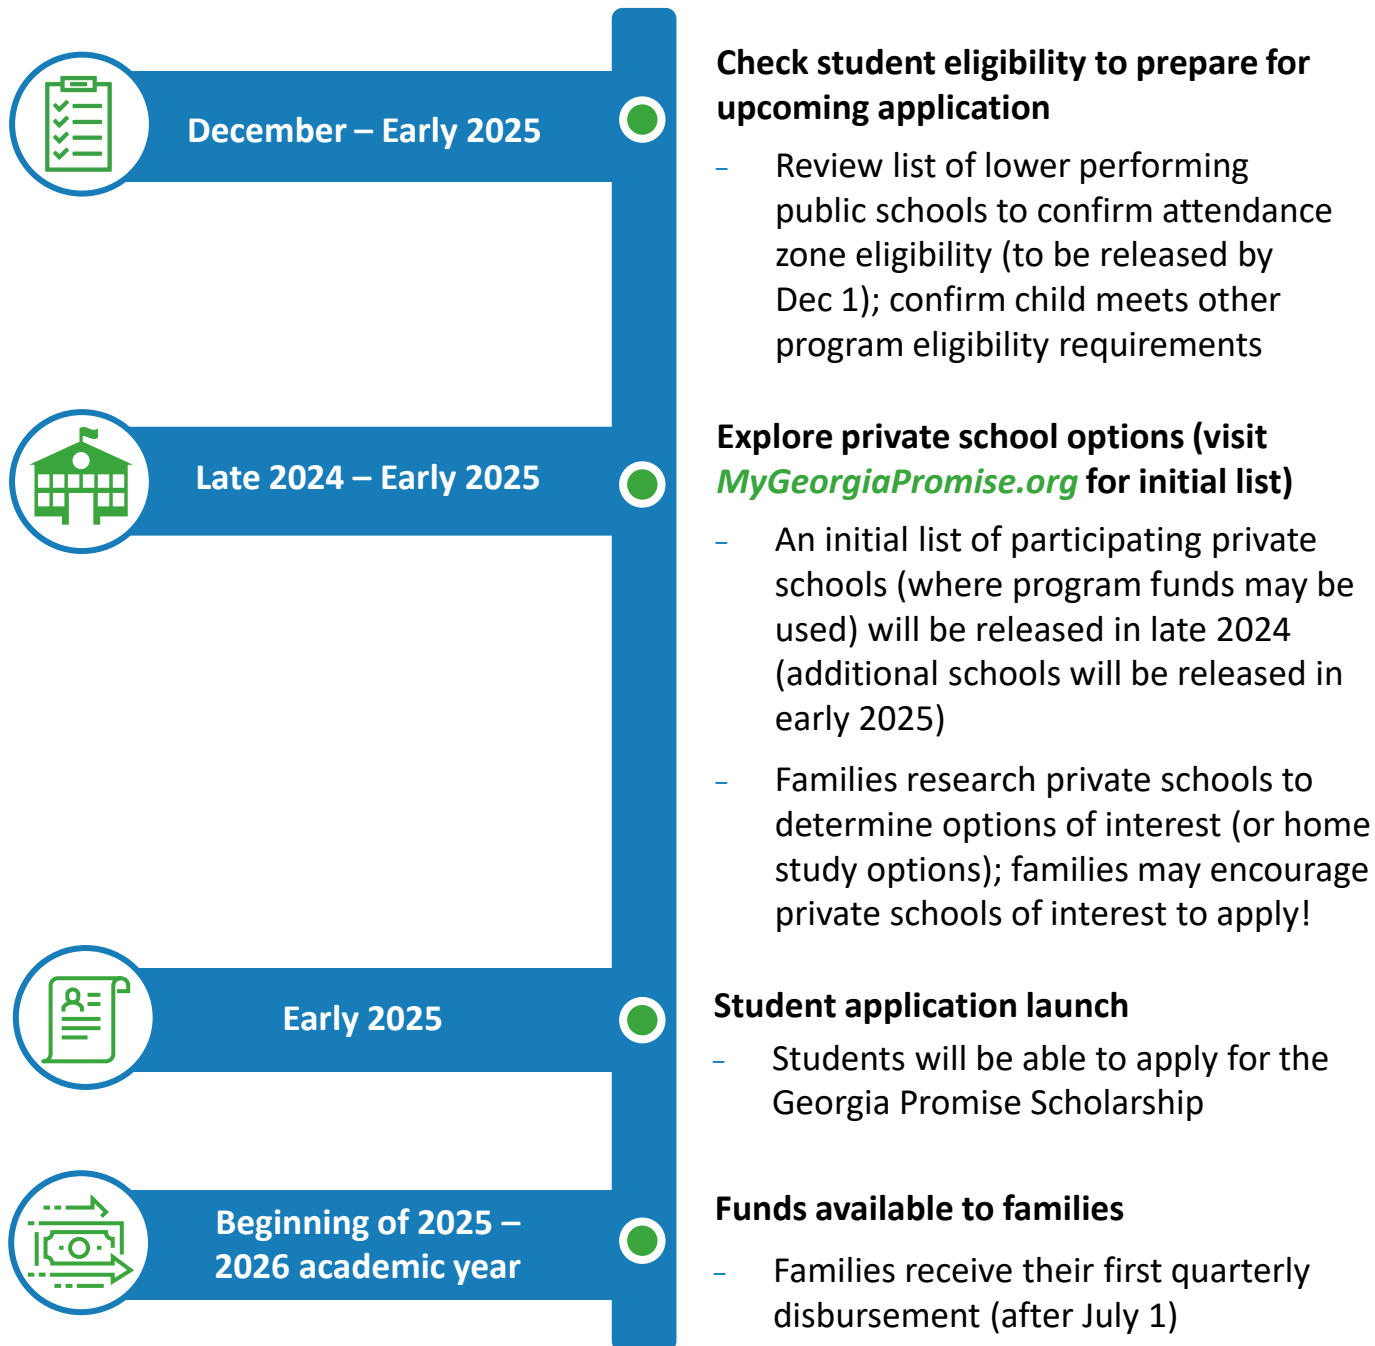 December – Early 2025
Check student eligibility to prepare for
upcoming application
– Review list of lower performing
public schools to confirm attendance
zone eligibility (to be released by
Dec 1); confirm child meets other
program eligibility requirements
Late 2024 – Early 2025
Explore private school options (visit
MyGeorgiaPromise.org for initial list)
– An initial list of participating private
schools (where program funds may be
used) will be released in late 2024
(additional schools will be released in
early 2025)
– Families research private schools to
determine options of interest (or home
study options); families may encourage
private schools of interest to apply!
Early 2025
Student application launch
– Students will be able to apply for the
Georgia Promise Scholarship
Beginning of 2025 –
2026 academic year
Funds available to families
– Families receive their first quarterly
disbursement (after July 1)